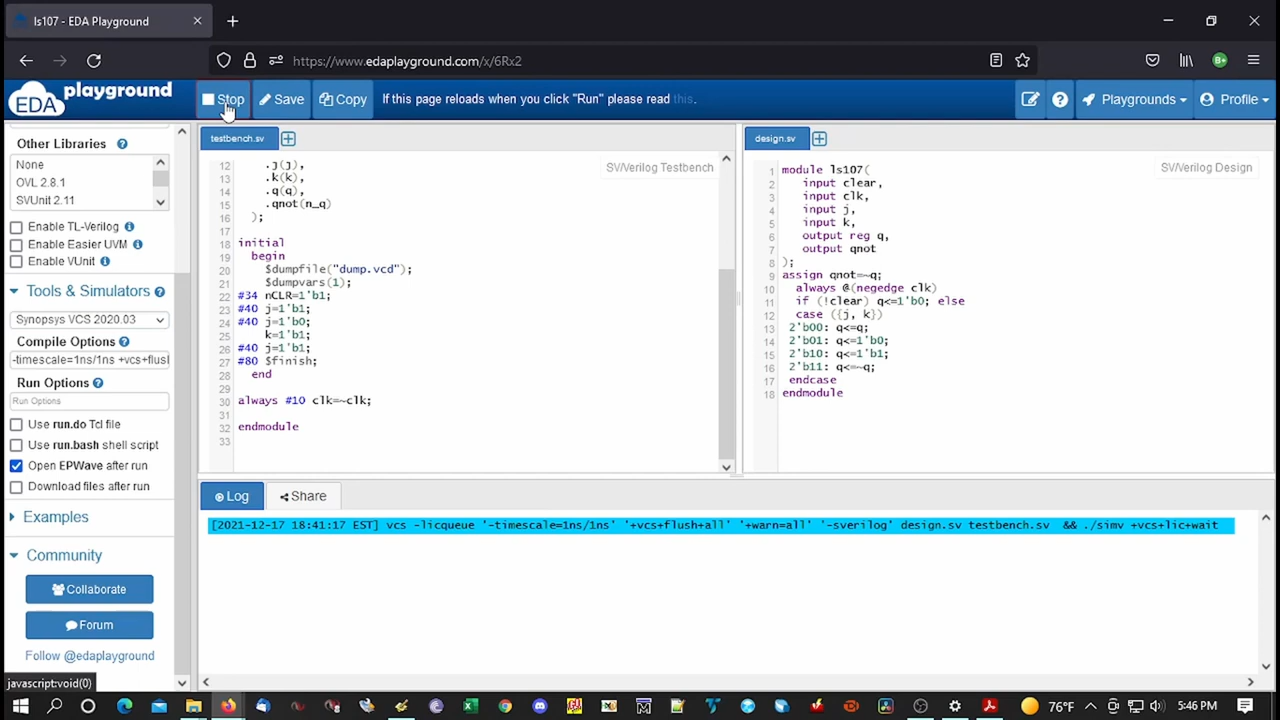 ls107 - EDA Playground
https://www.edaplayground.com/x/6Rx2
EDA playground
Stop
Save
Copy
If this page reloads when you click "Run" please read this.
Playgrounds
Profile
Other Libraries
None
OVL 2.8.1
SVUnit 2.11
Enable TL-Verilog
Enable Easier UVM
Enable VUnit
Tools & Simulators
Synopsys VCS 2020.03
Compile Options
-timescale=1ns/1ns +vcs+flush
Run Options
Run Options
Use run.do Tcl file
Use run.bash shell script
Open EPWave after run
Download files after run
Examples
Community
Collaborate
Forum
Follow @edaplayground
javascript:void(0)
testbench.sv
SV/Verilog Testbench
12 .j(j),
13 .k(k),
14 .q(q),
15 .qnot(n_q)
16 );
17
18 initial
19 begin
20 $dumpfile("dump.vcd");
21 $dumpvars(1);
22 #34 nCLR=1'b1;
23 #40 j=1'b1;
24 #40 j=1'b0;
25 k=1'b1;
26 #40 j=1'b1;
27 #80 $finish;
28 end
29
30 always #10 clk=~clk;
31
32 endmodule
33
design.sv
SV/Verilog Design
1 module ls107(
2 input clear,
3 input clk,
4 input j,
5 input k,
6 output reg q,
7 output qnot
8 );
9 assign qnot=~q;
10 always @(negedge clk)
11 if (!clear) q<=1'b0; else
12 case ({j, k})
13 2'b00: q<=q;
14 2'b01: q<=1'b0;
15 2'b10: q<=1'b1;
16 2'b11: q<=~q;
17 endcase
18 endmodule
Log
Share
[2021-12-17 18:41:17 EST] vcs -licqueue '-timescale=1ns/1ns' '+vcs+flush+all' '+warn=all' '-sverilog' design.sv testbench.sv && ./simv +vcs+lic+wait
76°F
5:46 PM